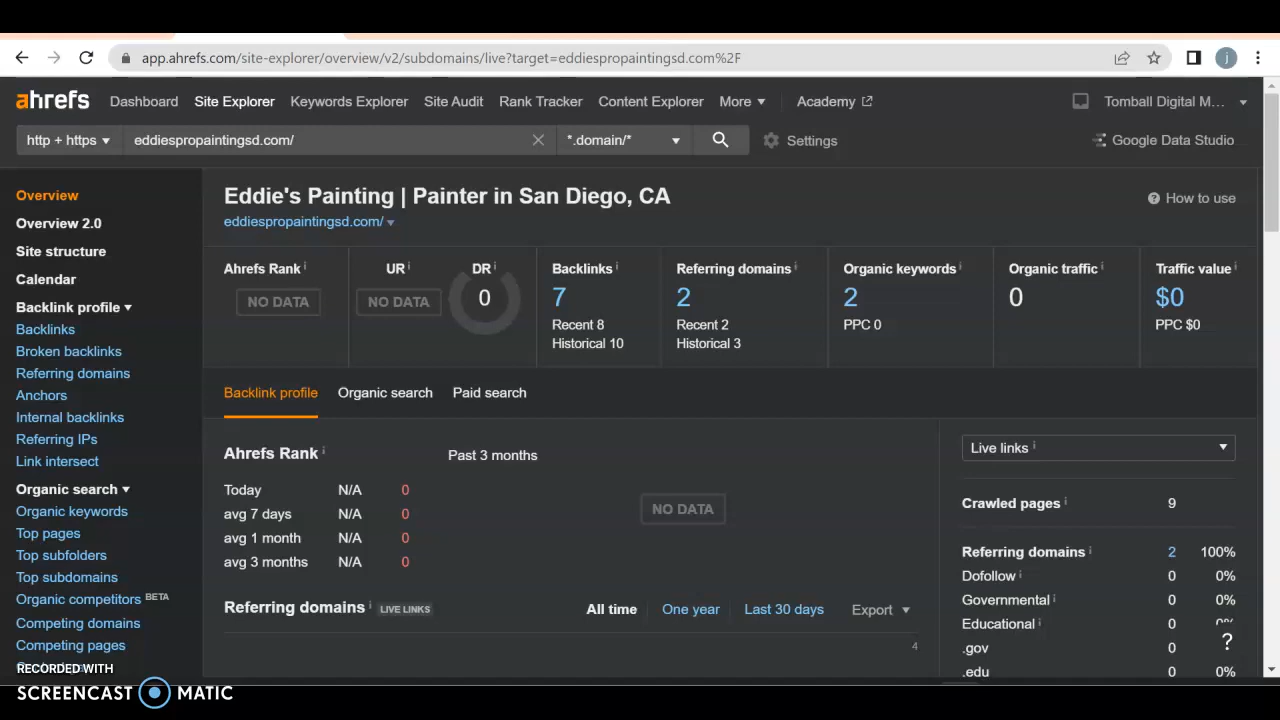 app.ahrefs.com/site-explorer/overview/v2/subdomains/live?target=eddiespropaintingsd.com%2F
j
ahrefs Dashboard Site Explorer Keywords Explorer Site Audit Rank Tracker Content Explorer More Academy Tomball Digital M...
http + https eddiespropaintingsd.com/ *.domain/* Settings Google Data Studio
Overview
Overview 2.0
Site structure
Calendar
Backlink profile
Backlinks
Broken backlinks
Referring domains
Anchors
Internal backlinks
Referring IPs
Link intersect
Organic search
Organic keywords
Top pages
Top subfolders
Top subdomains
Organic competitors BETA
Competing domains
Competing pages
Eddie's Painting | Painter in San Diego, CA
? How to use
eddiespropaintingsd.com/
Ahrefs Rank i UR i DR i Backlinks i Referring domains i Organic keywords i Organic traffic i Traffic value i
NO DATA NO DATA 0 7 2 2 0 $0
Recent 8 Recent 2 PPC 0 PPC $0
Historical 10 Historical 3
Backlink profile Organic search Paid search
Ahrefs Rank i Past 3 months
Today N/A 0
avg 7 days N/A 0
avg 1 month N/A 0
avg 3 months N/A 0
NO DATA
Referring domains i LIVE LINKS All time One year Last 30 days Export
4
Live links i
Crawled pages i 9
Referring domains i 2 100%
Dofollow i 0 0%
Governmental i 0 0%
Educational i 0 0%
.gov 0
.edu 0 0%
?
RECORDED WITH
SCREENCAST MATIC